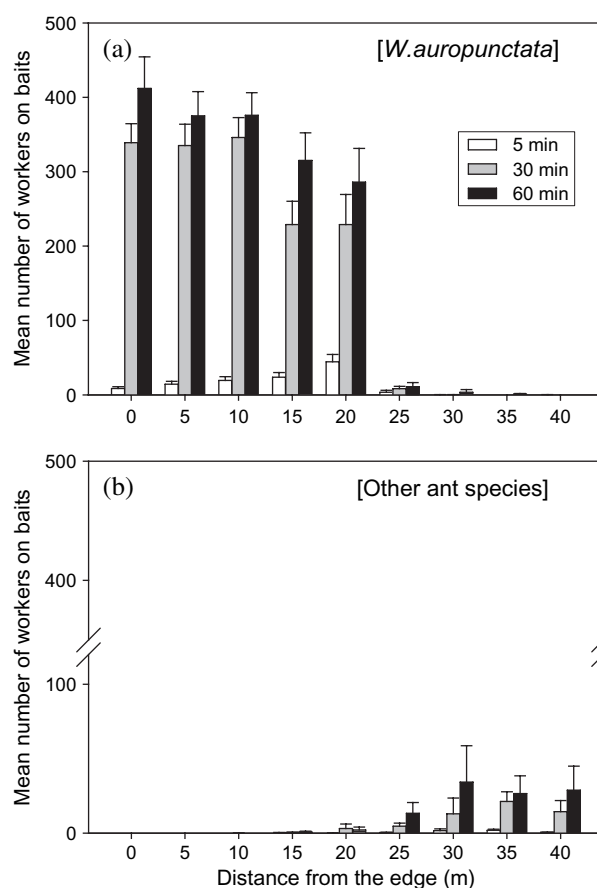 500
(a)
[W.auropunctata]
400
5 min
30 min
60 min
300
200
100
0
Mean number of workers on baits
0 5 10 15 20 25 30 35 40
500
(b)
[Other ant species]
400
100
0
Mean number of workers on baits
0 5 10 15 20 25 30 35 40
Distance from the edge (m)